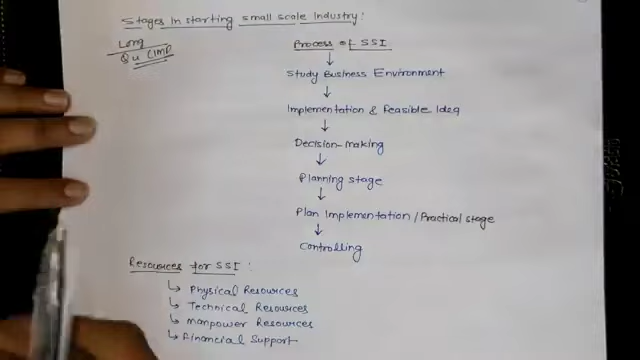 Stages in starting small scale Industry:
Long
Qu (IMP)
Process of SSI
↓
Study Business Environment
↓
Implementation & Feasible Idea
↓
Decision-making
↓
Planning stage
↓
Plan Implementation / Practical stage
↓
Controlling
Resources for SSI:
↳ Physical Resources
↳ Technical Resources
↳ Manpower Resources
↳ Financial Support